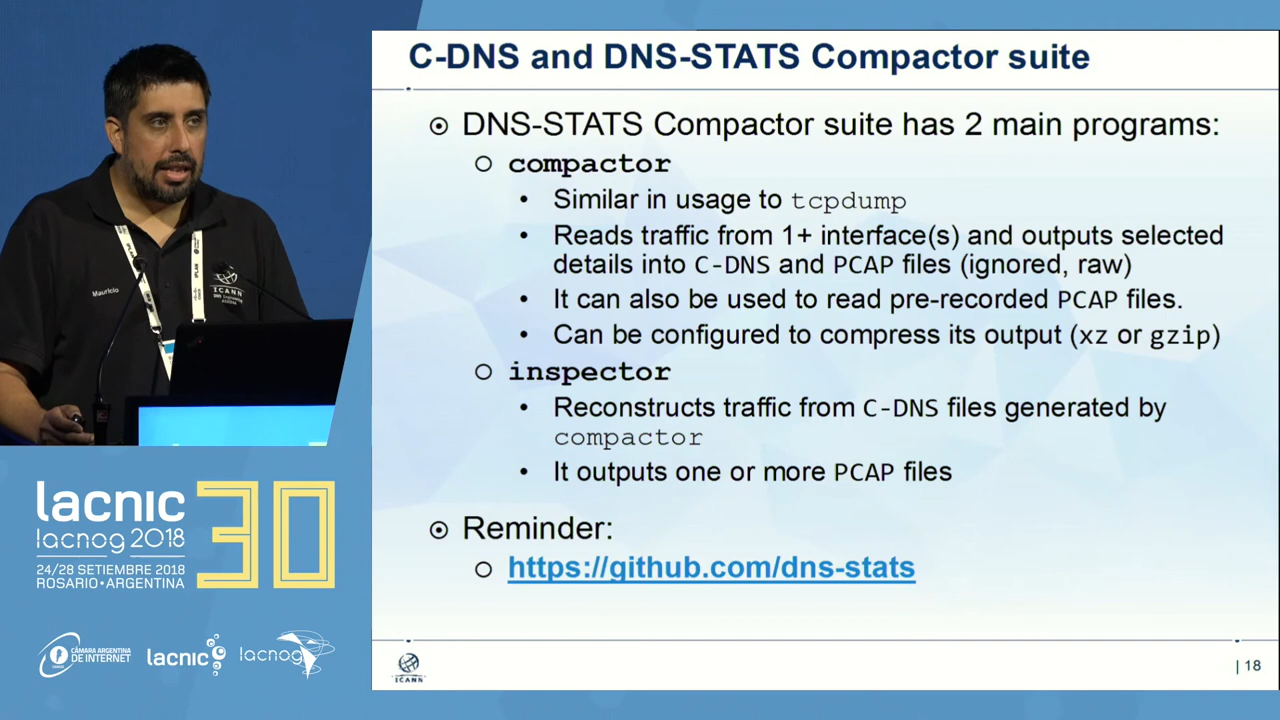 C-DNS and DNS-STATS Compactor suite
DNS-STATS Compactor suite has 2 main programs:
compactor
Similar in usage to tcpdump
Reads traffic from 1+ interface(s) and outputs selected
details into C-DNS and PCAP files (ignored, raw)
It can also be used to read pre-recorded PCAP files.
Can be configured to compress its output (xz or gzip)
inspector
Reconstructs traffic from C-DNS files generated by
compactor
It outputs one or more PCAP files
Reminder:
https://github.com/dns-stats
ICANN
| 18
Mauricio
ICANN
lacnic 30
lacnog 2018
24/28 SETIEMBRE 2018
ROSARIO • ARGENTINA
CÁMARA ARGENTINA
DE INTERNET
lacnic
lacnog